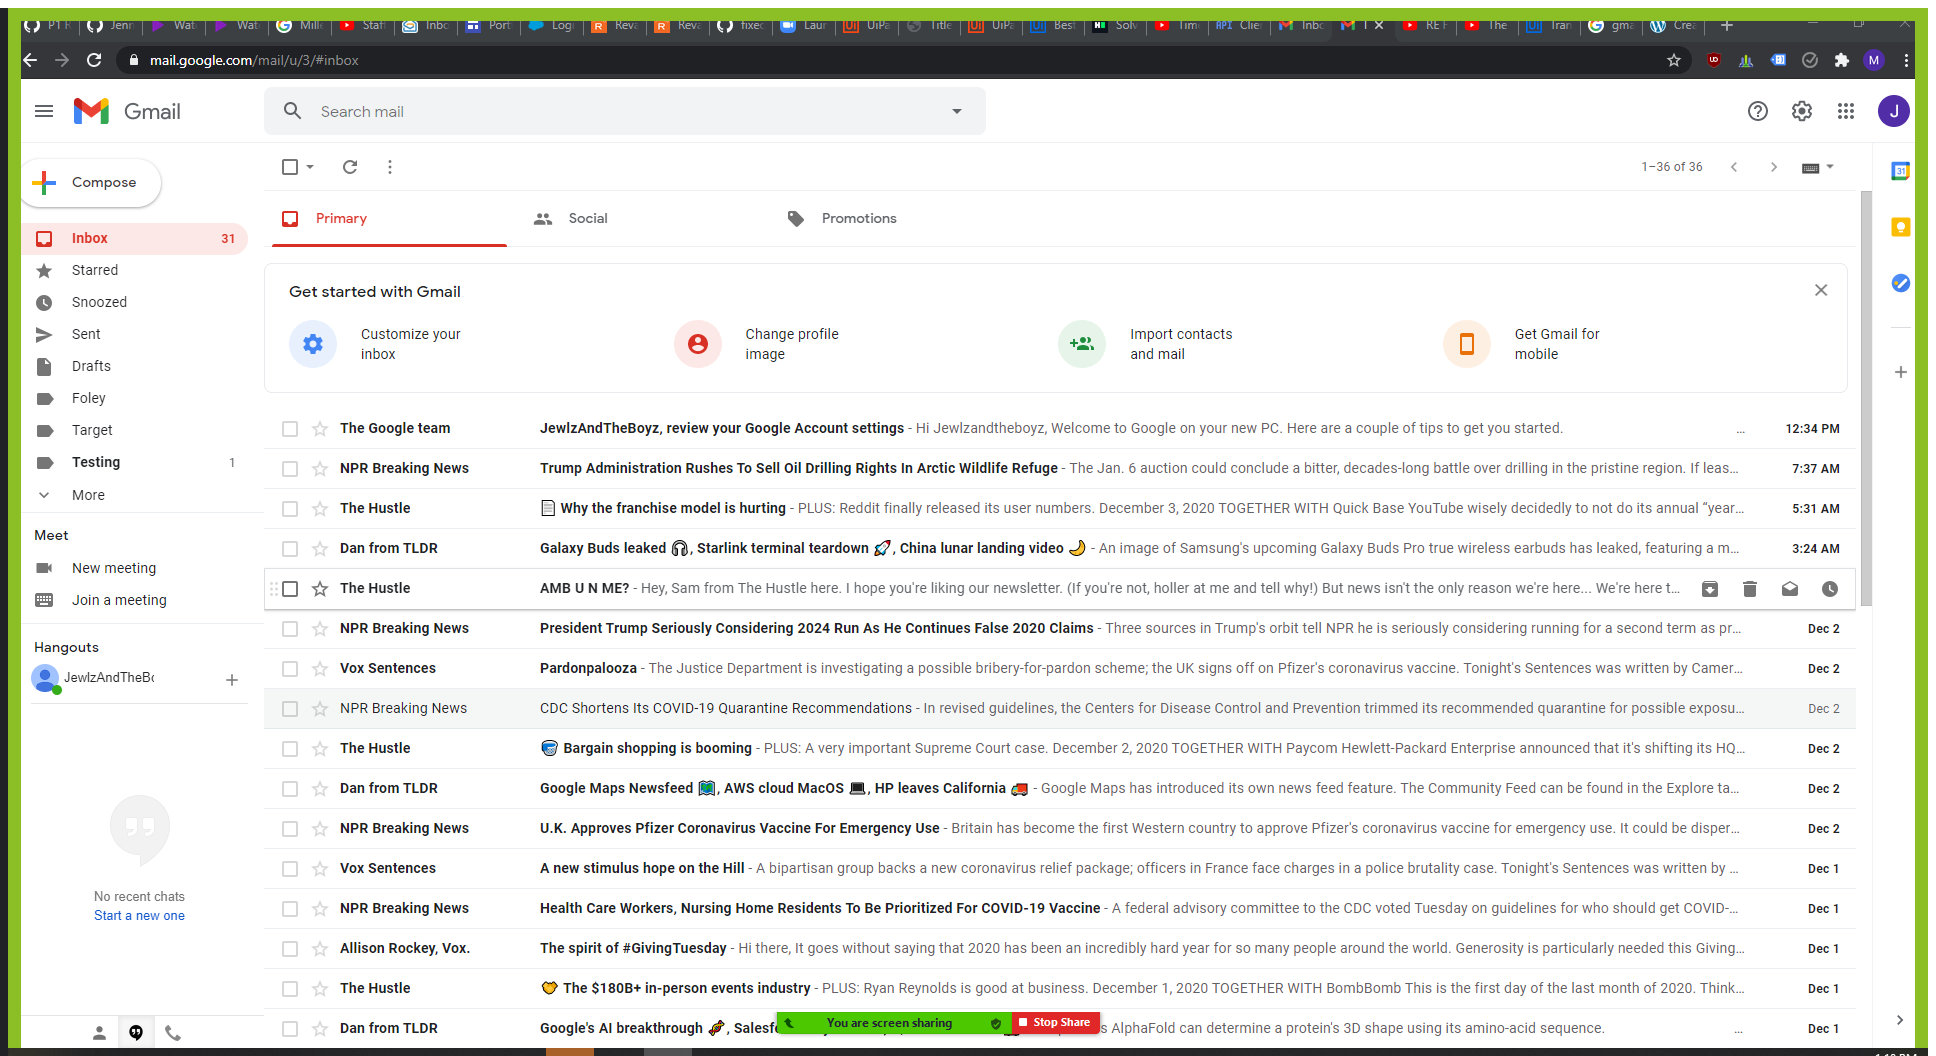 P1 F Jenr Wat Wat Mille Staf Inbc Port Log Reva Reva fixec Laur UiPa Title UiPa Best Solv Time API Clie Inbc RET The Tran gma Crea
mail.google.com/mail/u/3/#inbox
M
Gmail
Search mail
J
Compose
1–36 of 36
31
Primary
Social
Promotions
Inbox 31
Starred
Snoozed
Sent
Drafts
Foley
Target
Testing 1
More
Meet
New meeting
Join a meeting
Hangouts
JewlzAndTheBo
No recent chats
Start a new one
Get started with Gmail
Customize your inbox
Change profile image
Import contacts and mail
Get Gmail for mobile
The Google team JewlzAndTheBoyz, review your Google Account settings - Hi Jewlzandtheboyz, Welcome to Google on your new PC. Here are a couple of tips to get you started. ... 12:34 PM
NPR Breaking News Trump Administration Rushes To Sell Oil Drilling Rights In Arctic Wildlife Refuge - The Jan. 6 auction could conclude a bitter, decades-long battle over drilling in the pristine region. If leas... 7:37 AM
The Hustle Why the franchise model is hurting - PLUS: Reddit finally released its user numbers. December 3, 2020 TOGETHER WITH Quick Base YouTube wisely decidedly to not do its annual “year... 5:31 AM
Dan from TLDR Galaxy Buds leaked 🎧, Starlink terminal teardown 🚀, China lunar landing video 🌙 - An image of Samsung's upcoming Galaxy Buds Pro true wireless earbuds has leaked, featuring a m... 3:24 AM
The Hustle AMB U N ME? - Hey, Sam from The Hustle here. I hope you're liking our newsletter. (If you're not, holler at me and tell why!) But news isn't the only reason we're here... We're here t...
NPR Breaking News President Trump Seriously Considering 2024 Run As He Continues False 2020 Claims - Three sources in Trump's orbit tell NPR he is seriously considering running for a second term as pr... Dec 2
Vox Sentences Pardonpalooza - The Justice Department is investigating a possible bribery-for-pardon scheme; the UK signs off on Pfizer's coronavirus vaccine. Tonight's Sentences was written by Camer... Dec 2
NPR Breaking News CDC Shortens Its COVID-19 Quarantine Recommendations - In revised guidelines, the Centers for Disease Control and Prevention trimmed its recommended quarantine for possible exposu... Dec 2
The Hustle Bargain shopping is booming - PLUS: A very important Supreme Court case. December 2, 2020 TOGETHER WITH Paycom Hewlett-Packard Enterprise announced that it's shifting its HQ... Dec 2
Dan from TLDR Google Maps Newsfeed 🗺, AWS cloud MacOS 💻, HP leaves California 🚚 - Google Maps has introduced its own news feed feature. The Community Feed can be found in the Explore ta... Dec 2
NPR Breaking News U.K. Approves Pfizer Coronavirus Vaccine For Emergency Use - Britain has become the first Western country to approve Pfizer's coronavirus vaccine for emergency use. It could be disper... Dec 2
Vox Sentences A new stimulus hope on the Hill - A bipartisan group backs a new coronavirus relief package; officers in France face charges in a police brutality case. Tonight's Sentences was written by ... Dec 1
NPR Breaking News Health Care Workers, Nursing Home Residents To Be Prioritized For COVID-19 Vaccine - A federal advisory committee to the CDC voted Tuesday on guidelines for who should get COVID-... Dec 1
Allison Rockey, Vox. The spirit of #GivingTuesday - Hi there, It goes without saying that 2020 has been an incredibly hard year for so many people around the world. Generosity is particularly needed this Giving... Dec 1
The Hustle The $180B+ in-person events industry - PLUS: Ryan Reynolds is good at business. December 1, 2020 TOGETHER WITH BombBomb This is the first day of the last month of 2020. Think... Dec 1
Dan from TLDR Google's AI breakthrough 🧬, Salesf s AlphaFold can determine a protein's 3D shape using its amino-acid sequence. ... Dec 1
You are screen sharing Stop Share